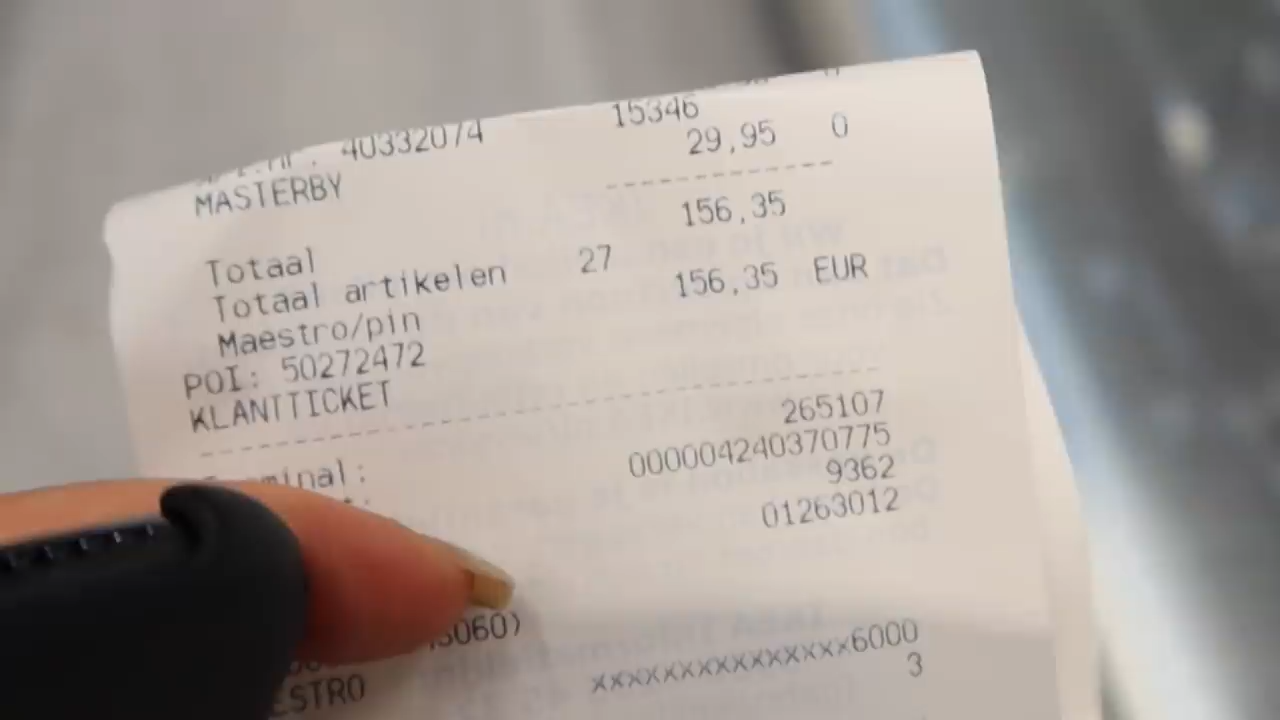 15346
40332074 29,95 0
MASTERBY
Totaal 156,35
Totaal artikelen 27
Maestro/pin 156,35 EUR
POI: 50272472
KLANTTICKET
265107
000004240370775
9362
01263012
xxxxxxxxxxxxxxx6000
3